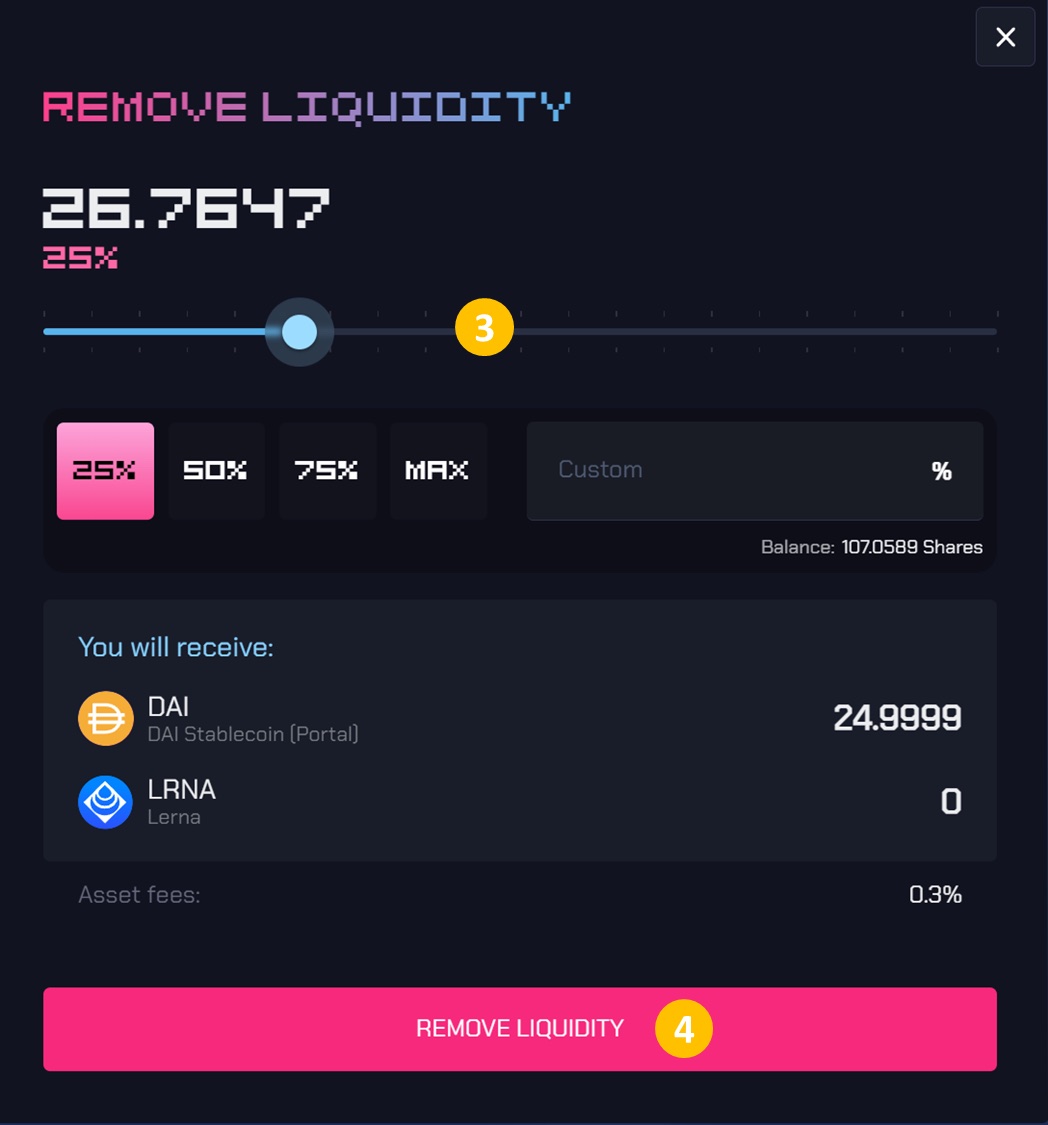 REMOVE LIQUIDITY
26.7647
25%
3
25% 50% 75% MAX Custom %
Balance: 107.0589 Shares
You will receive:
DAI 24.9999
DAI Stablecoin (Portal)
LRNA 0
Lerna
Asset fees: 0.3%
REMOVE LIQUIDITY 4